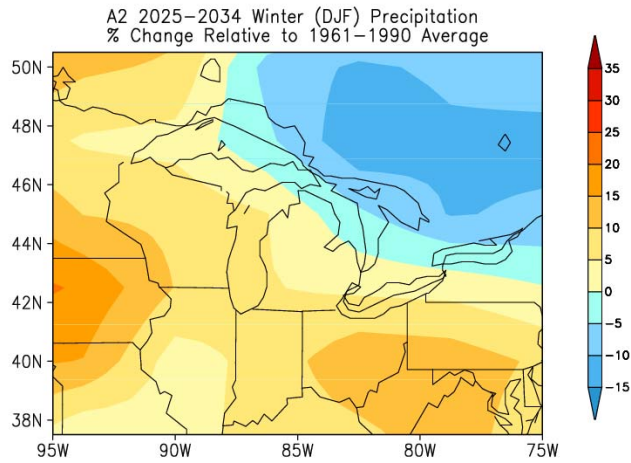 A2 2025-2034 Winter (DJF) Precipitation
% Change Relative to 1961-1990 Average
50N
48N
46N
44N
42N
40N
38N
95W
90W
85W
80W
75W
35
30
25
20
15
10
5
0
-5
-10
-15